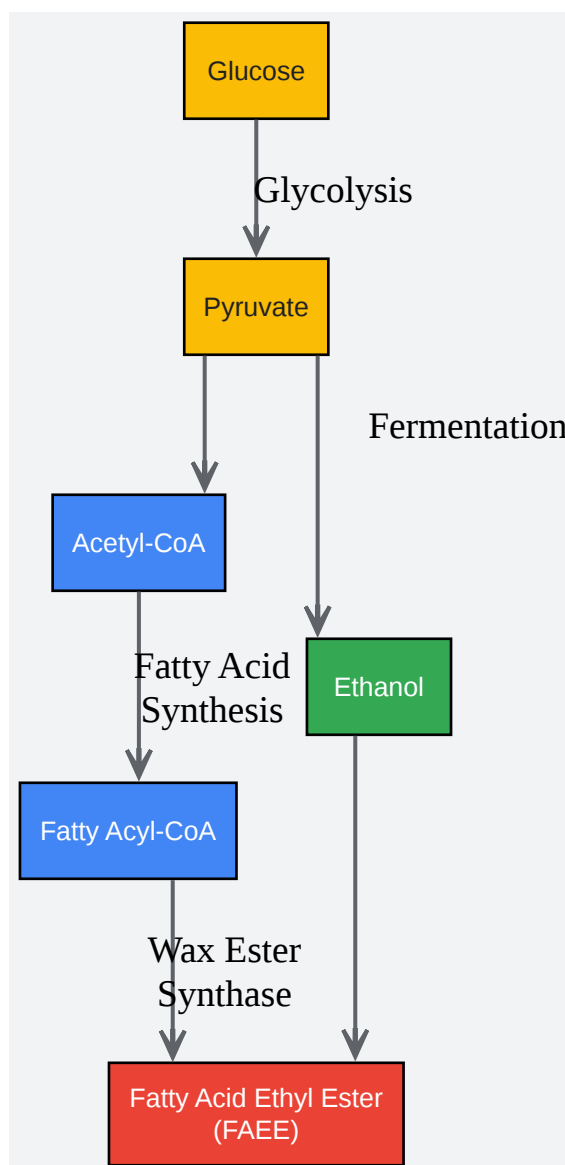 Glucose
Glycolysis
Pyruvate
Fermentation
Acetyl-CoA
Fatty Acid
Synthesis
Ethanol
Fatty Acyl-CoA
Wax Ester
Synthase
Fatty Acid Ethyl Ester
(FAEE)